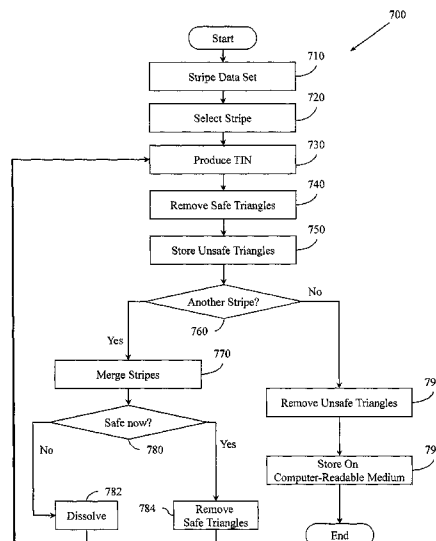 700
Start
710
Stripe Data Set
720
Select Stripe
730
Produce TIN
740
Remove Safe Triangles
750
Store Unsafe Triangles
Another Stripe?
No
760
Yes
770
Merge Stripes
79
Remove Unsafe Triangles
Safe now?
780
No
Yes
79
Store On
Computer-Readable Medium
782
Dissolve
784
Remove
Safe Triangles
End